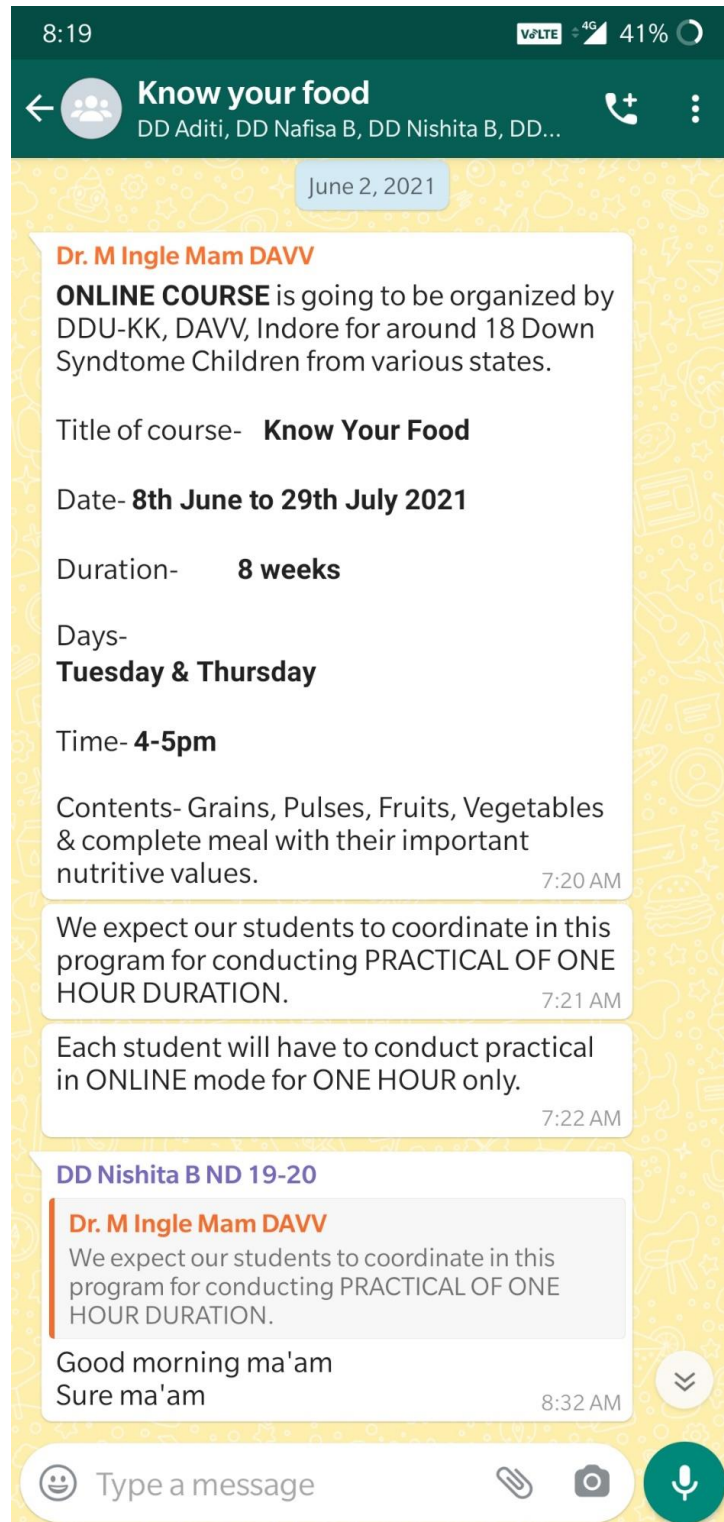 8:19
VoLTE 4G 41%
Know your food
DD Aditi, DD Nafisa B, DD Nishita B, DD...
June 2, 2021
Dr. M Ingle Mam DAVV
ONLINE COURSE is going to be organized by
DDU-KK, DAVV, Indore for around 18 Down
Syndtome Children from various states.
Title of course- Know Your Food
Date- 8th June to 29th July 2021
Duration- 8 weeks
Days-
Tuesday & Thursday
Time- 4-5pm
Contents- Grains, Pulses, Fruits, Vegetables
& complete meal with their important
nutritive values.
7:20 AM
We expect our students to coordinate in this
program for conducting PRACTICAL OF ONE
HOUR DURATION.
7:21 AM
Each student will have to conduct practical
in ONLINE mode for ONE HOUR only.
7:22 AM
DD Nishita B ND 19-20
Dr. M Ingle Mam DAVV
We expect our students to coordinate in this
program for conducting PRACTICAL OF ONE
HOUR DURATION.
Good morning ma'am
Sure ma'am
8:32 AM
Type a message